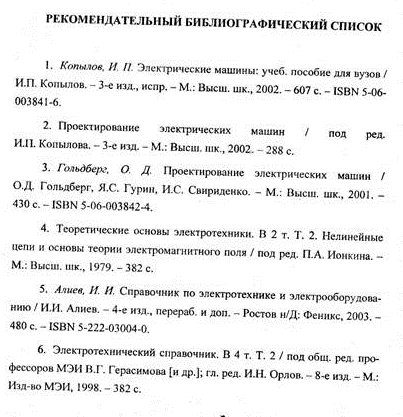 РЕКОМЕНДАТЕЛЬНЫЙ БИБЛИОГРАФИЧЕСКИЙ СПИСОК
1. Копылов, И. П. Электрические машины: учеб. пособие для вузов /
И.П. Копылов. – 3-е изд., испр. – М.: Высш. шк., 2002. – 607 с. – ISBN 5-06-
003841-6.
2. Проектирование электрических машин / под ред.
И.П. Копылова. – 3-е изд. – М.: Высш. шк., 2002. – 288 с.
3. Гольдберг, О. Д. Проектирование электрических машин /
О.Д. Гольдберг, Я.С. Гурин, И.С. Свириденко. – М.: Высш. шк., 2001. –
430 с. – ISBN 5-06-003842-4.
4. Теоретические основы электротехники. В 2 т. Т. 2. Нелинейные
цепи и основы теории электромагнитного поля / под ред. П.А. Ионкина. –
М.: Высш. шк., 1979. – 382 с.
5. Алиев, И. И. Справочник по электротехнике и электрооборудова-
нию / И.И. Алиев. – 4-е изд., перераб. и доп. – Ростов н/Д: Феникс, 2003. –
480 с. – ISBN 5-222-03004-0.
6. Электротехнический справочник. В 4 т. Т. 2 / под общ. ред. про-
фессоров МЭИ В.Г. Герасимова [и др.]; гл. ред. И.Н. Орлов. – 8-е изд. – М.:
Изд-во МЭИ, 1998. – 382 с.